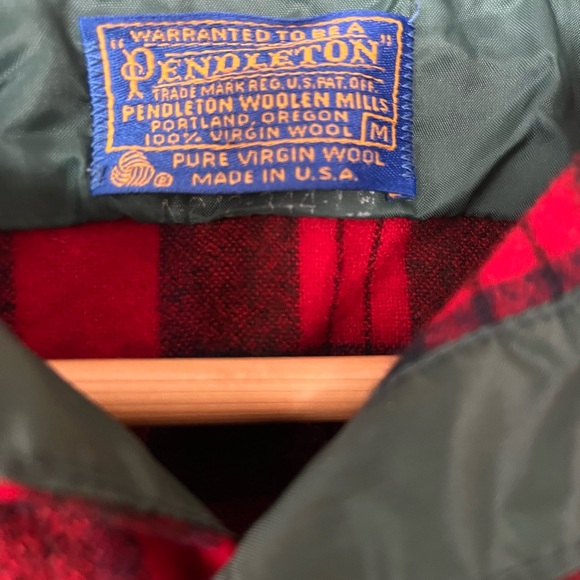 "WARRANTED TO BE A
PENDLETON"
TRADE MARK REG. U.S. PAT. OFF.
PENDLETON WOOLEN MILLS
PORTLAND, OREGON
100% VIRGIN WOOL M
® PURE VIRGIN WOOL
MADE IN U.S.A.